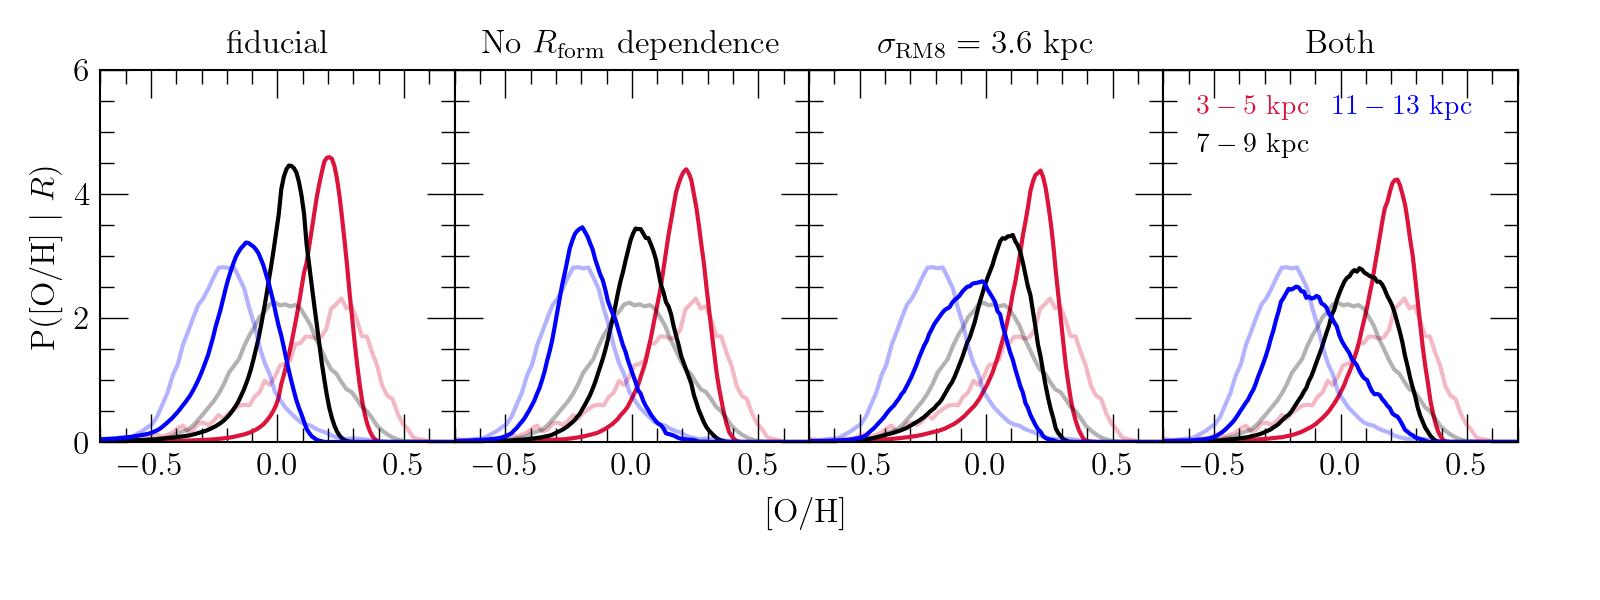 fiducial No R_form dependence σ_RM8 = 3.6 kpc Both
6
3 − 5 kpc 11 − 13 kpc
7 − 9 kpc
4
P([O/H] | R)
2
0
−0.5 0.0 0.5 −0.5 0.0 0.5 −0.5 0.0 0.5 −0.5 0.0 0.5
[O/H]